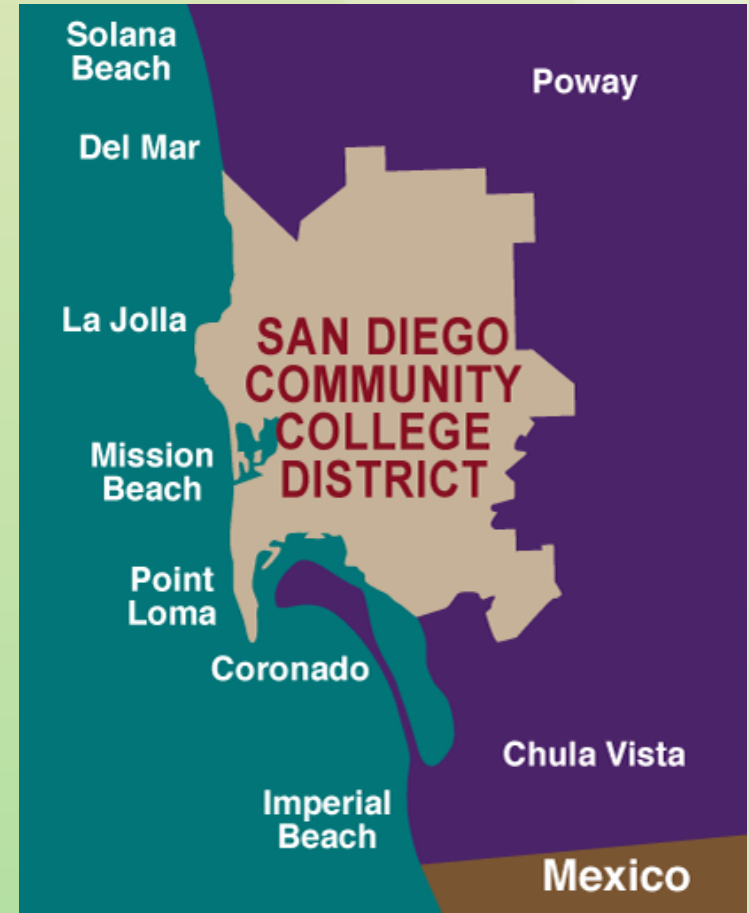 Solana
Beach
Poway
Del Mar
La Jolla
SAN DIEGO
COMMUNITY
COLLEGE
DISTRICT
Mission
Beach
Point
Loma
Coronado
Chula Vista
Imperial
Beach
Mexico